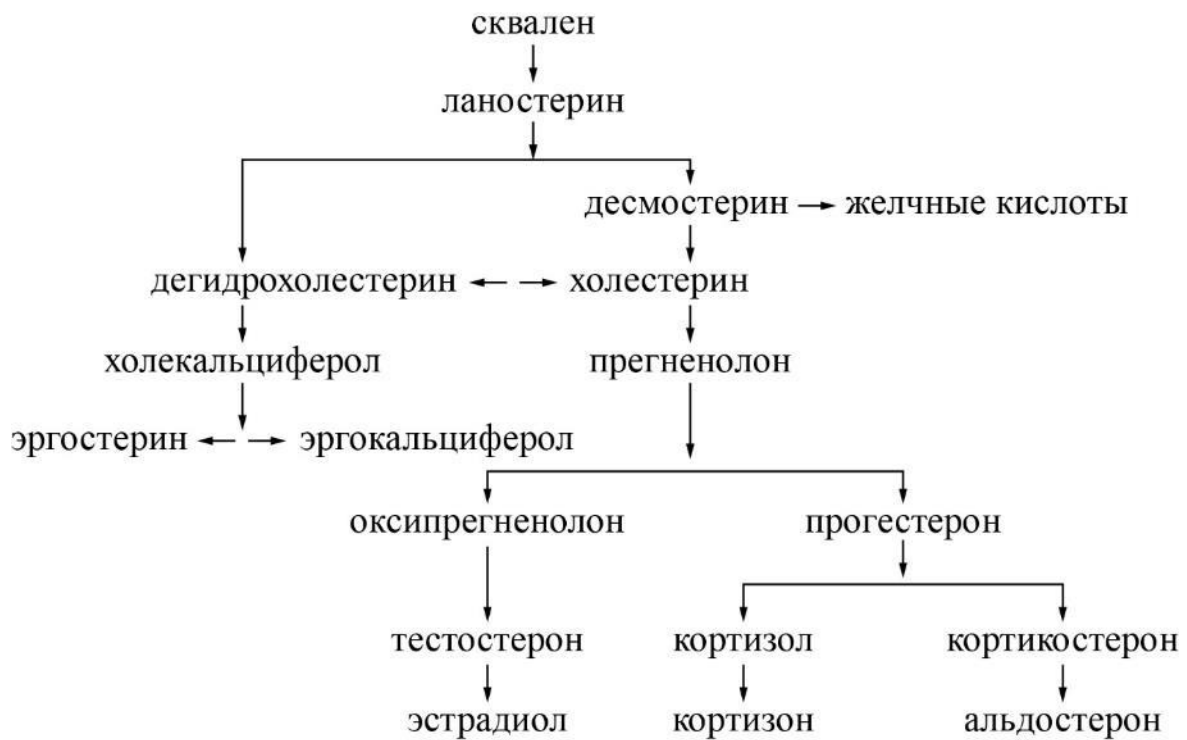 сквален
ланостерин
десмостерин желчные кислоты
дегидрохолестерин холестерин
холекальциферол прегненолон
эргостерин эргокальциферол
оксипрегненолон прогестерон
тестостерон кортизол кортикостерон
эстрадиол кортизон альдостерон